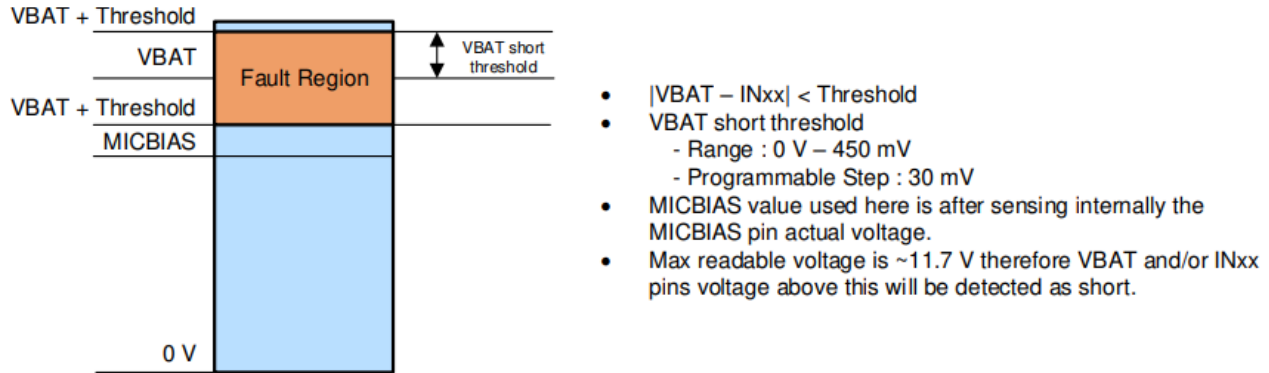 VBAT + Threshold
VBAT
VBAT short
threshold
Fault Region
VBAT + Threshold
MICBIAS
0 V
• |VBAT – INxx| < Threshold
• VBAT short threshold
- Range : 0 V – 450 mV
- Programmable Step : 30 mV
• MICBIAS value used here is after sensing internally the
MICBIAS pin actual voltage.
• Max readable voltage is ~11.7 V therefore VBAT and/or INxx
pins voltage above this will be detected as short.